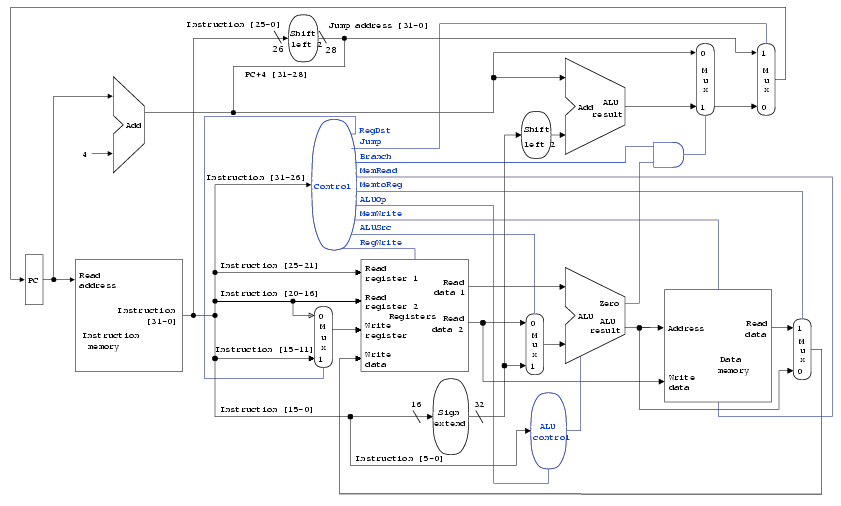 Instruction [25-0]
Jump address [31-0]
Shift
left 2
26
28
PC+4 [31-28]
0
M
u
x
1
1
M
u
x
0
Add
4
Add
ALU
result
Shift
left 2
RegDst
Jump
Branch
MemRead
MemtoReg
ALUOp
MemWrite
ALUSrc
RegWrite
Control
Instruction [31-26]
PC
Read
address
Instruction
[31-0]
Instruction
memory
Instruction [25-21]
Instruction [20-16]
Instruction [15-11]
0
M
u
x
1
Read
register 1
Read
register 2
Registers
Write
register
Write
data
Read
data 1
Read
data 2
0
M
u
x
1
Zero
ALU
ALU
result
Address
Read
data
Data
memory
Write
data
1
M
u
x
0
Instruction [15-0]
16
Sign
extend
32
ALU
control
Instruction [5-0]